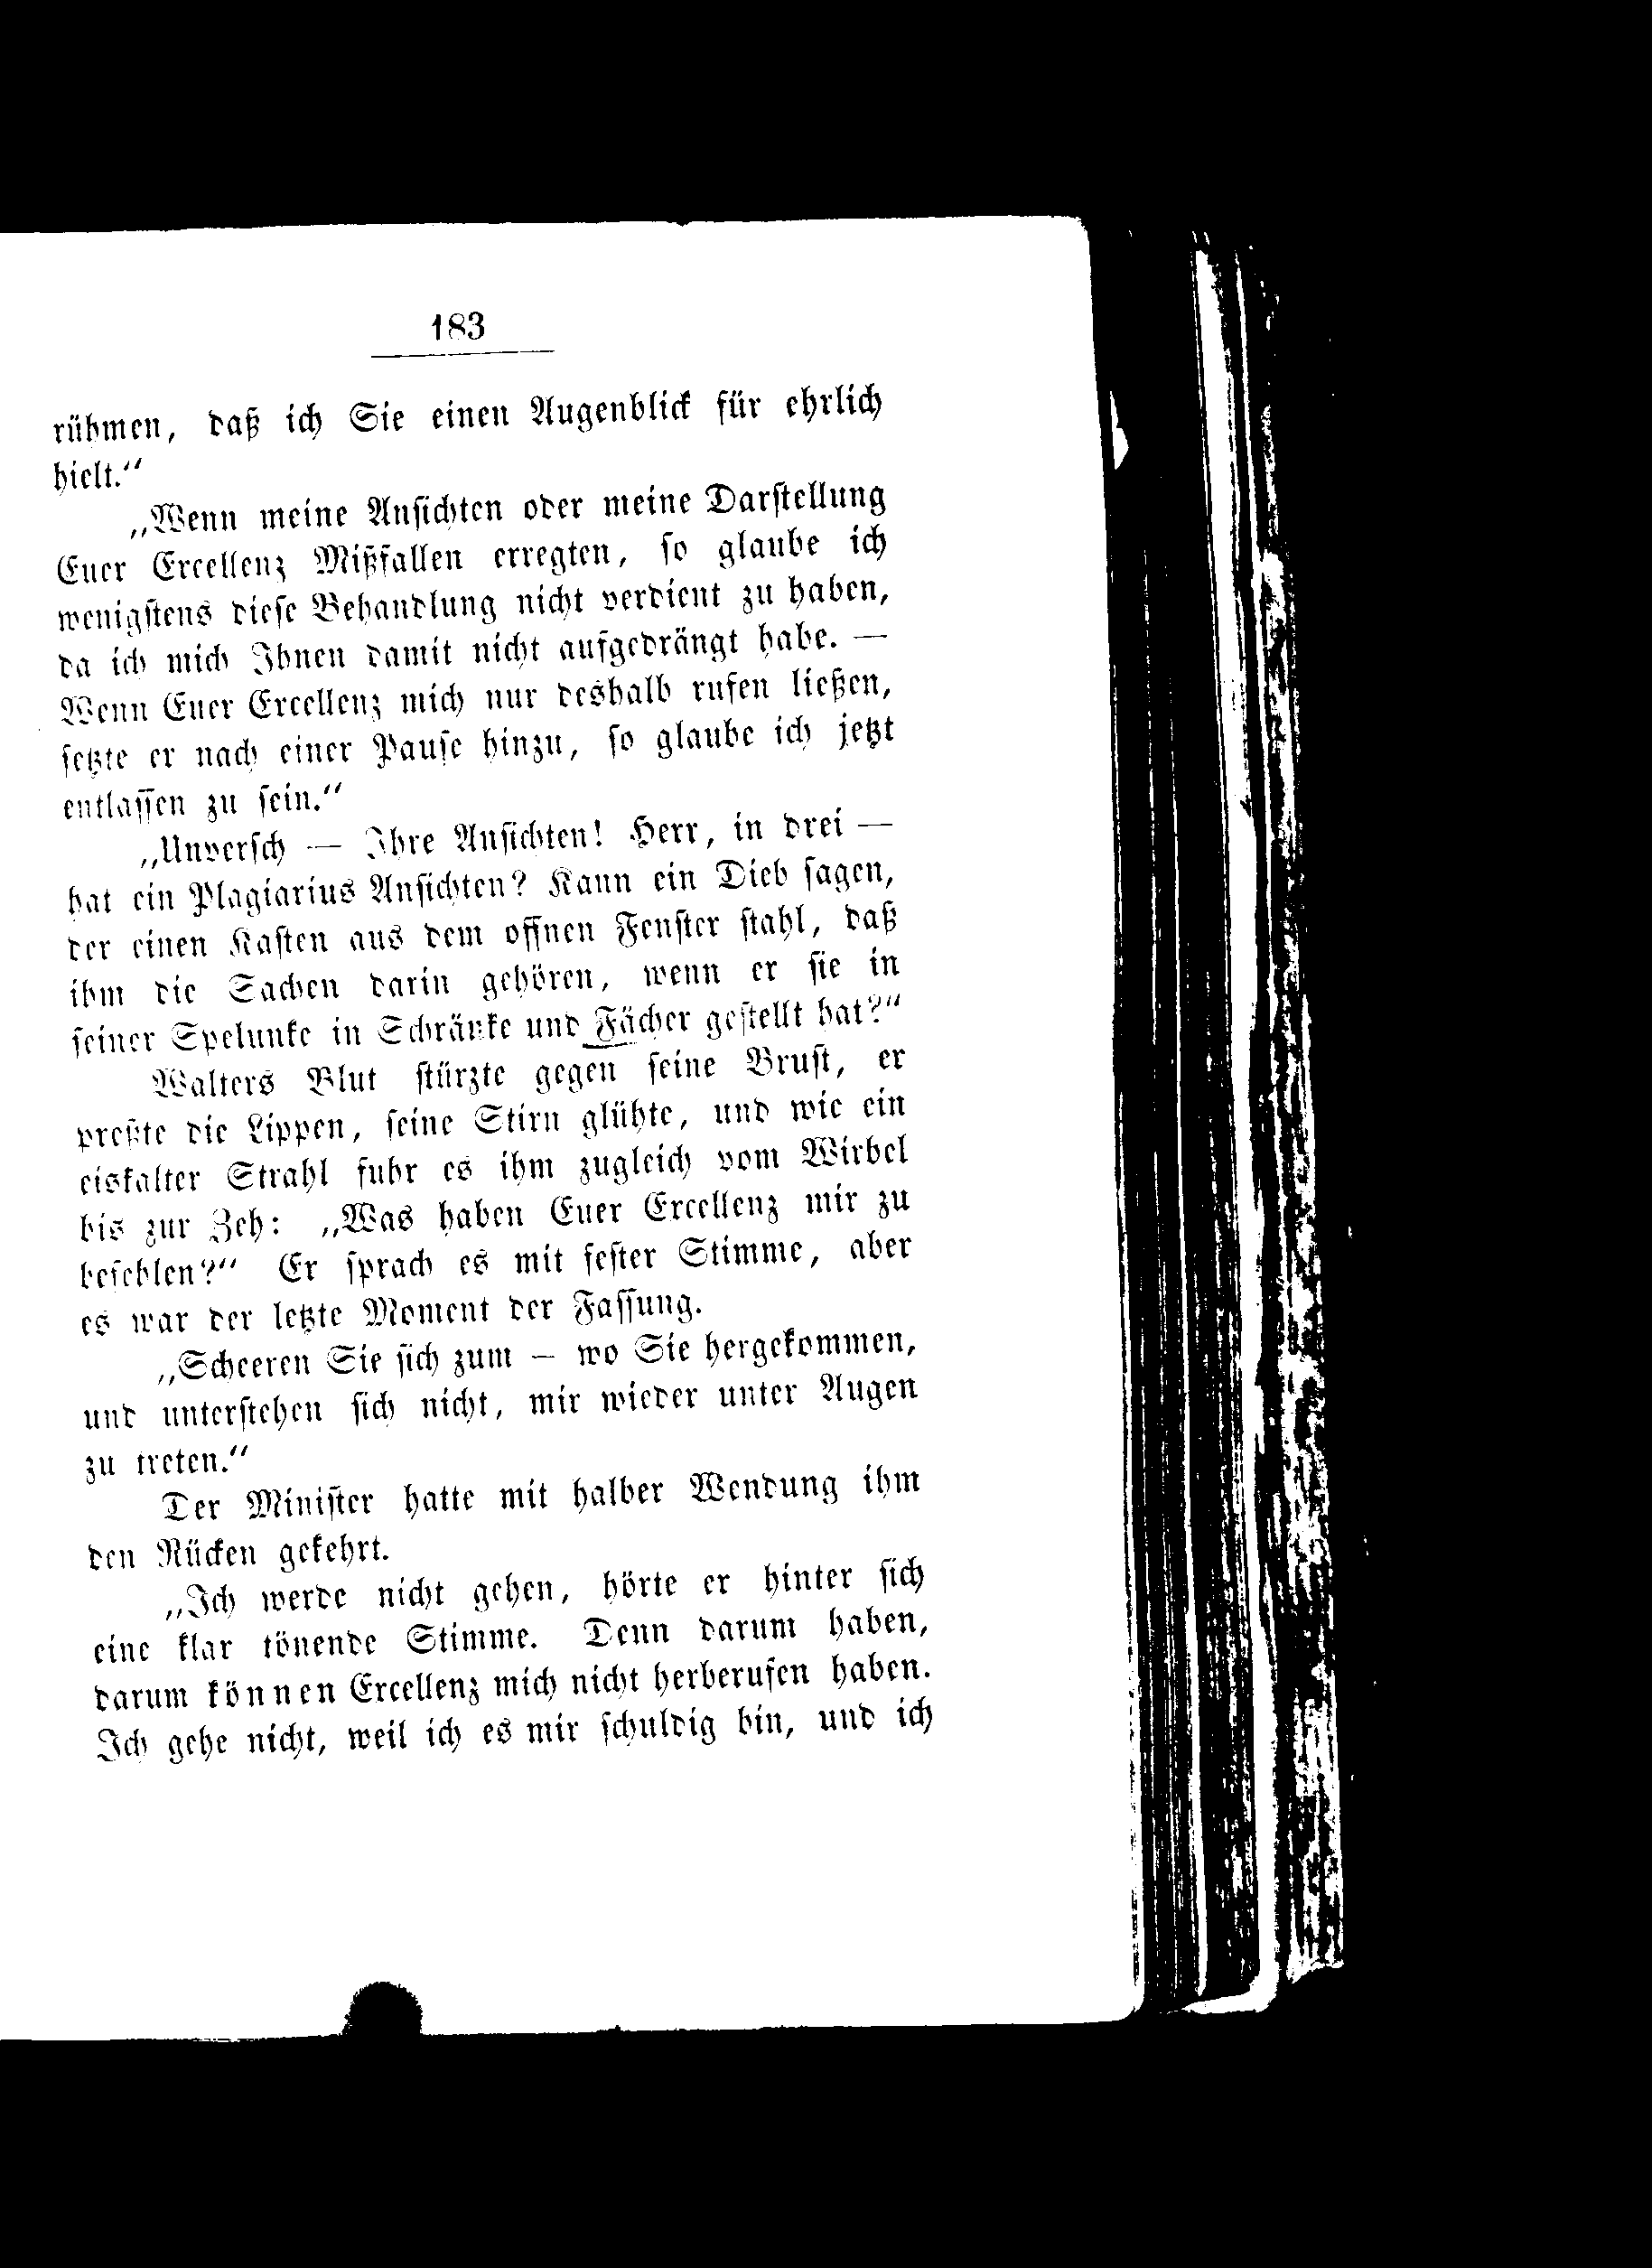 183
rühmen, daß ich Sie einen Augenblick für ehrlich
hielt.“
„Wenn meine Ansichten oder meine Darstellung
Euer Excellenz Mißfallen erregten, so glaube ich
wenigstens diese Behandlung nicht verdient zu haben,
da ich mich Ihnen damit nicht aufgedrängt habe. —
Wenn Euer Excellenz mich nur deshalb rufen ließen,
setzte er nach einer Pause hinzu, so glaube ich jetzt
entlassen zu sein.“
„Unversch — Ihre Ansichten! Herr, in drei —
hat ein Plagiarius Ansichten? Kann ein Dieb sagen,
der einen Kasten aus dem offnen Fenster stahl, daß
ihm die Sachen darin gehören, wenn er sie in
seiner Spelunke in Schränke und Fächer gestellt hat?“
Walters Blut stürzte gegen seine Brust, er
preßte die Lippen, seine Stirn glühte, und wie ein
eiskalter Strahl fuhr es ihm zugleich vom Wirbel
bis zur Zeh: „Was haben Euer Excellenz mir zu
befehlen?“ Er sprach es mit fester Stimme, aber
es war der letzte Moment der Fassung.
„Scheeren Sie sich zum — wo Sie hergekommen,
und unterstehen sich nicht, mir wieder unter Augen
zu treten.“
Der Minister hatte mit halber Wendung ihm
den Rücken gekehrt.
„Ich werde nicht gehen, hörte er hinter sich
eine klar tönende Stimme. Denn darum haben,
darum können Excellenz mich nicht herberufen haben.
Ich gehe nicht, weil ich es mir schuldig bin, und ich